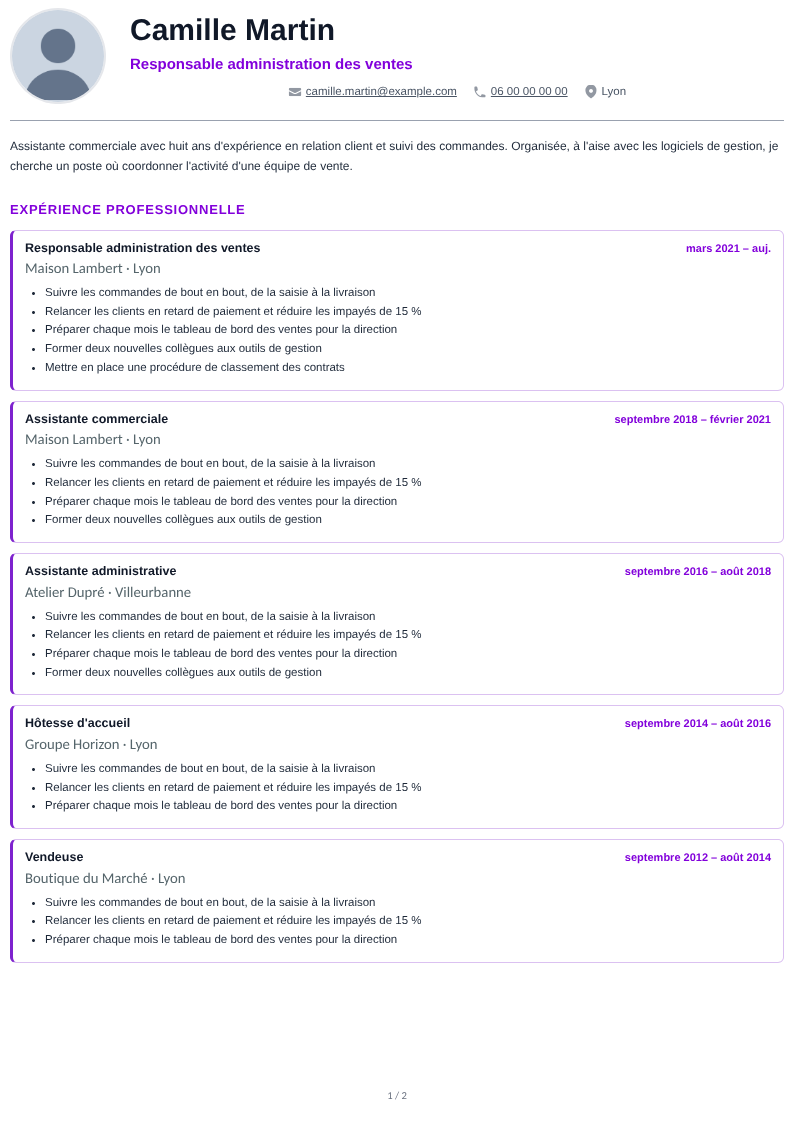 Camille Martin
Responsable administration des ventes
camille.martin@example.com 06 00 00 00 00 Lyon
Assistante commerciale avec huit ans d'expérience en relation client et suivi des commandes. Organisée, à l'aise avec les logiciels de gestion, je
cherche un poste où coordonner l'activité d'une équipe de vente.
EXPÉRIENCE PROFESSIONNELLE
Responsable administration des ventes mars 2021 – auj.
Maison Lambert · Lyon
• Suivre les commandes de bout en bout, de la saisie à la livraison
• Relancer les clients en retard de paiement et réduire les impayés de 15 %
• Préparer chaque mois le tableau de bord des ventes pour la direction
• Former deux nouvelles collègues aux outils de gestion
• Mettre en place une procédure de classement des contrats
Assistante commerciale septembre 2018 – février 2021
Maison Lambert · Lyon
• Suivre les commandes de bout en bout, de la saisie à la livraison
• Relancer les clients en retard de paiement et réduire les impayés de 15 %
• Préparer chaque mois le tableau de bord des ventes pour la direction
• Former deux nouvelles collègues aux outils de gestion
Assistante administrative septembre 2016 – août 2018
Atelier Dupré · Villeurbanne
• Suivre les commandes de bout en bout, de la saisie à la livraison
• Relancer les clients en retard de paiement et réduire les impayés de 15 %
• Préparer chaque mois le tableau de bord des ventes pour la direction
• Former deux nouvelles collègues aux outils de gestion
Hôtesse d'accueil septembre 2014 – août 2016
Groupe Horizon · Lyon
• Suivre les commandes de bout en bout, de la saisie à la livraison
• Relancer les clients en retard de paiement et réduire les impayés de 15 %
• Préparer chaque mois le tableau de bord des ventes pour la direction
Vendeuse septembre 2012 – août 2014
Boutique du Marché · Lyon
• Suivre les commandes de bout en bout, de la saisie à la livraison
• Relancer les clients en retard de paiement et réduire les impayés de 15 %
• Préparer chaque mois le tableau de bord des ventes pour la direction
1 / 2